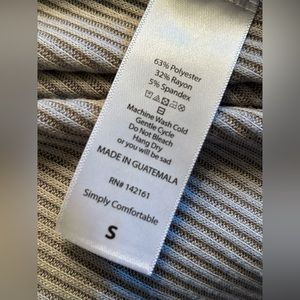 63% Polyester
32% Rayon
5% Spandex
Machine Wash Cold
Gentle Cycle
Do Not Bleach
Hang Dry
or you will be sad
MADE IN GUATEMALA
RN# 142161
Simply Comfortable
S